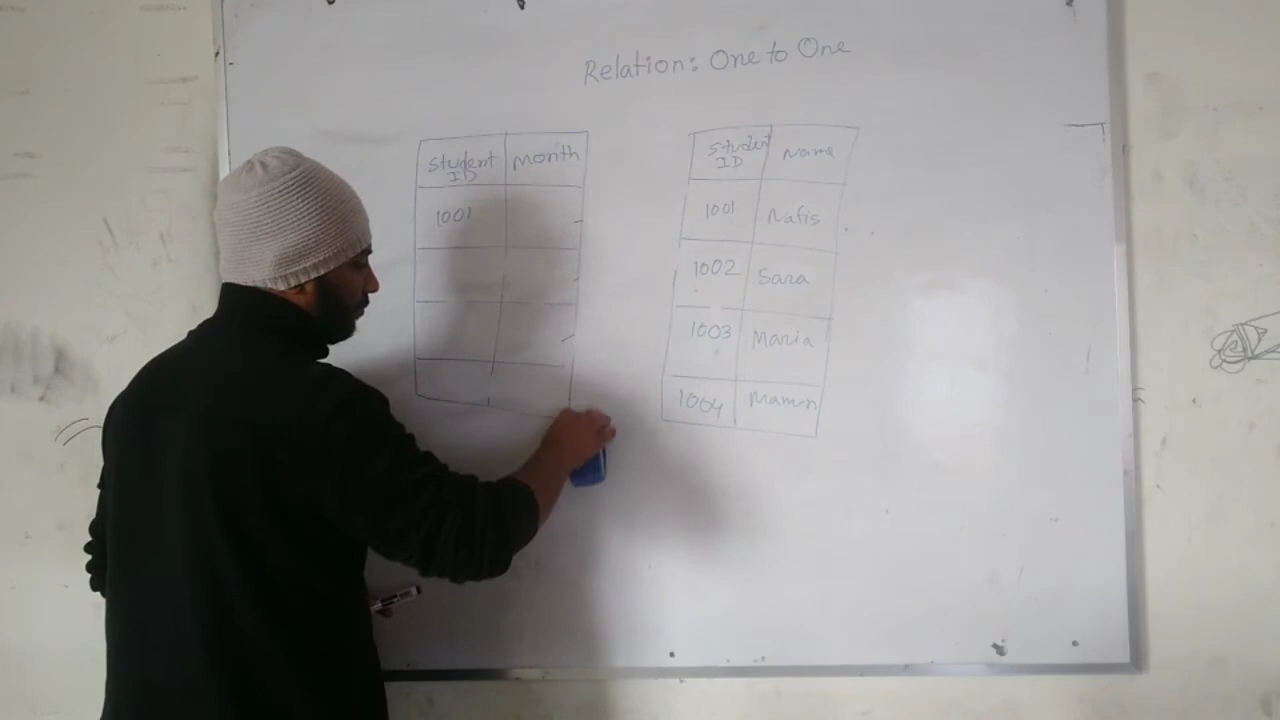 Relation: One to One
Student ID Month
1001
Student ID Name
1001 Nafis
1002 Sara
1003 Maria
1004 Mamun